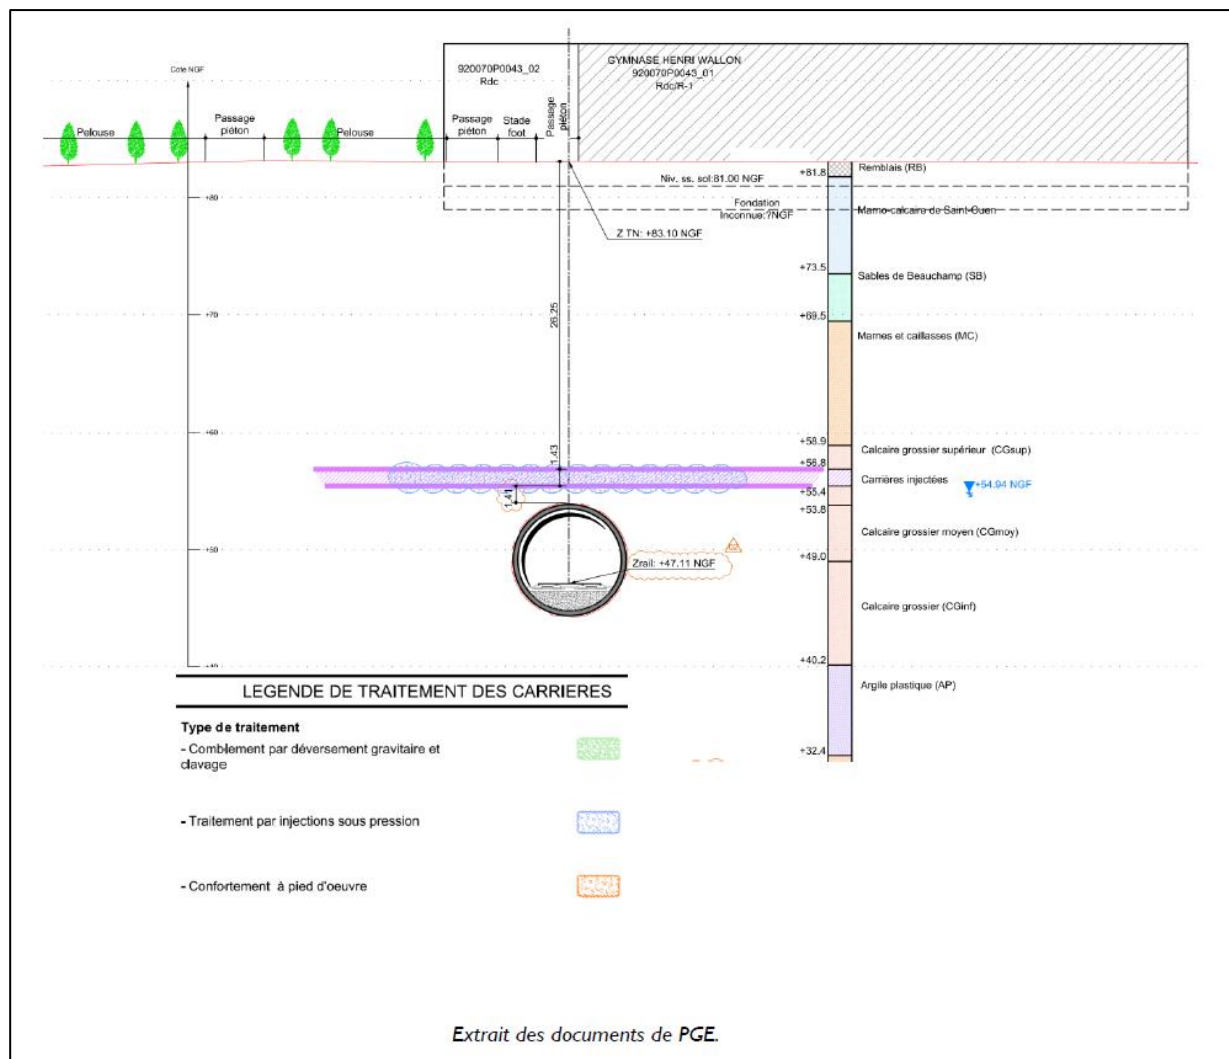 Cote NGF
920070P0043_02
Rdc
GYMNASE HENRI WALLON
920070P0043_01
Rdc/R-1
Pelouse
Passage
piéton
Pelouse
Passage
piéton
Stade
foot
Passage
piéton
Niv. ss. sol:81.00 NGF
Fondation
Inconnue:?NGF
Z TN: +83.10 NGF
+80
+70
+60
+50
+40
26.25
1.43
1.41
Zrail: +47.11 NGF
+81.8
Remblais (RB)
Marno-calcaire de Saint-Ouen
+73.5
Sables de Beauchamp (SB)
+69.5
Marnes et caillasses (MC)
+58.9
Calcaire grossier supérieur (CGsup)
+56.8
Carrières injectées
+54.94 NGF
+55.4
+53.8
Calcaire grossier moyen (CGmoy)
+49.0
Calcaire grossier (CGinf)
+40.2
Argile plastique (AP)
+32.4
LEGENDE DE TRAITEMENT DES CARRIERES
Type de traitement
- Comblement par déversement gravitaire et
clavage
- Traitement par injections sous pression
- Confortement à pied d'oeuvre
Extrait des documents de PGE.